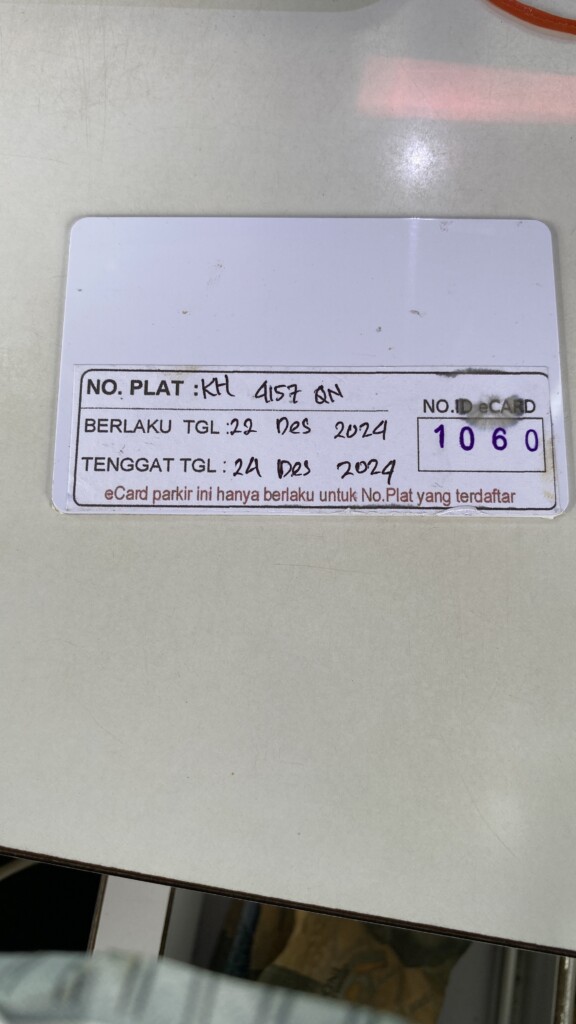 NO. PLAT : KH 4157 QN
BERLAKU TGL : 22 Des 2024
TENGGAT TGL : 24 Des 2024
NO.ID eCARD
1060
eCard parkir ini hanya berlaku untuk No.Plat yang terdaftar